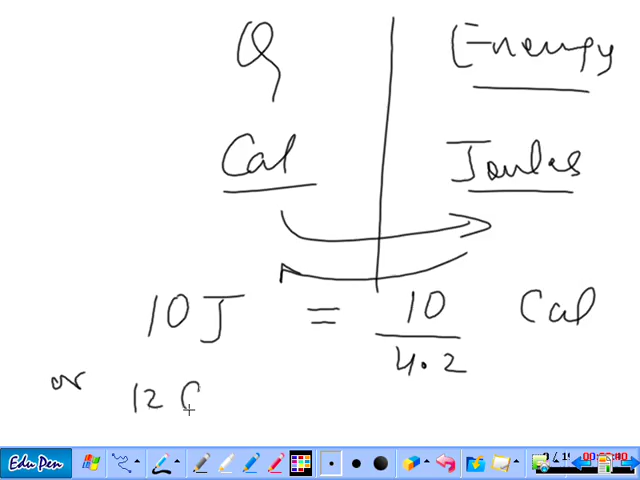 Q Energy
Cal Joules
10 J = 10/4.2 Cal
or 12 C
Edu Pen